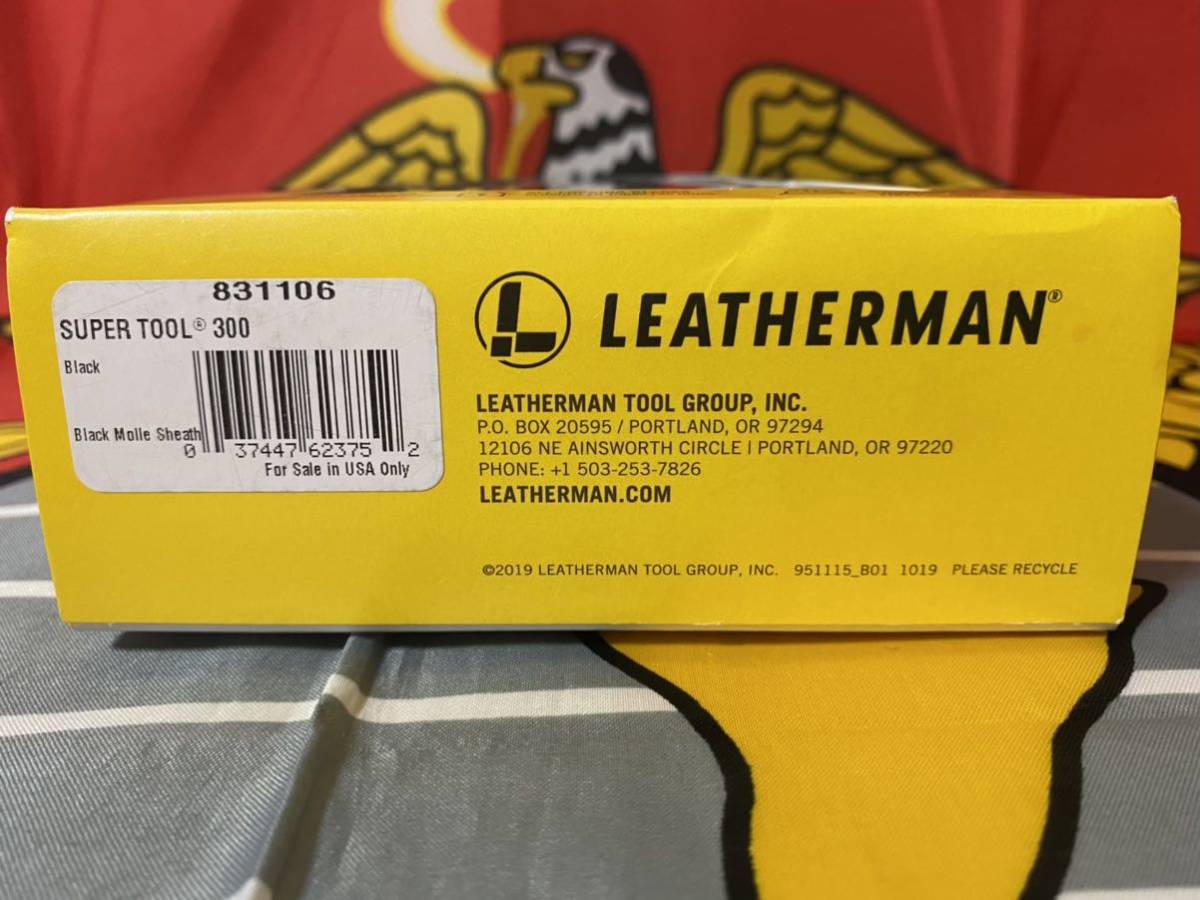 831106
SUPER TOOL® 300
Black
Black Molle Sheath
0 37447 62375 2
For Sale in USA Only
LEATHERMAN®
LEATHERMAN TOOL GROUP, INC.
P.O. BOX 20595 / PORTLAND, OR 97294
12106 NE AINSWORTH CIRCLE | PORTLAND, OR 97220
PHONE: +1 503-253-7826
LEATHERMAN.COM
©2019 LEATHERMAN TOOL GROUP, INC. 951115_B01 1019 PLEASE RECYCLE